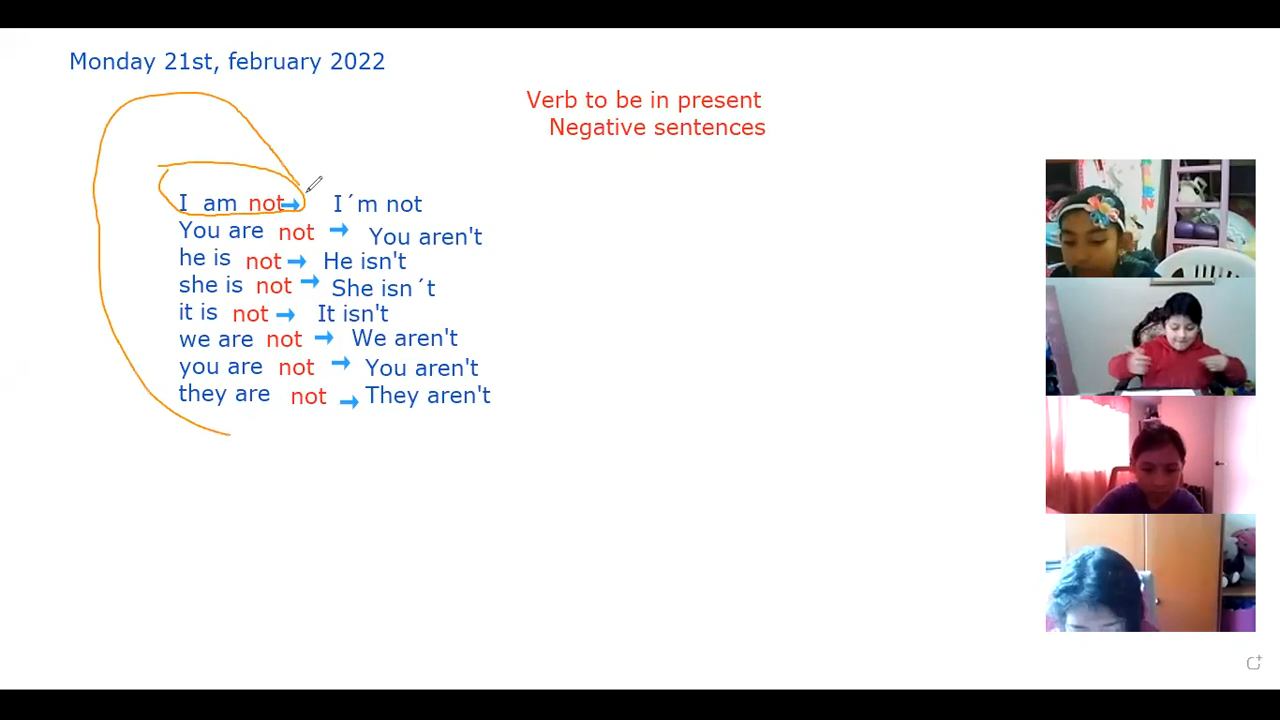 Monday 21st, february 2022
Verb to be in present
Negative sentences
I am not → I´m not
You are not → You aren't
he is not → He isn't
she is not → She isn´t
it is not → It isn't
we are not → We aren't
you are not → You aren't
they are not → They aren't